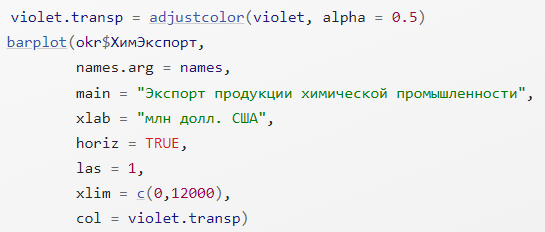 violet.transp = adjustcolor(violet, alpha = 0.5)
barplot(okr$ХимЭкспорт,
names.arg = names,
main = "Экспорт продукции химической промышленности",
xlab = "млн долл. США",
horiz = TRUE,
las = 1,
xlim = c(0,12000),
col = violet.transp)